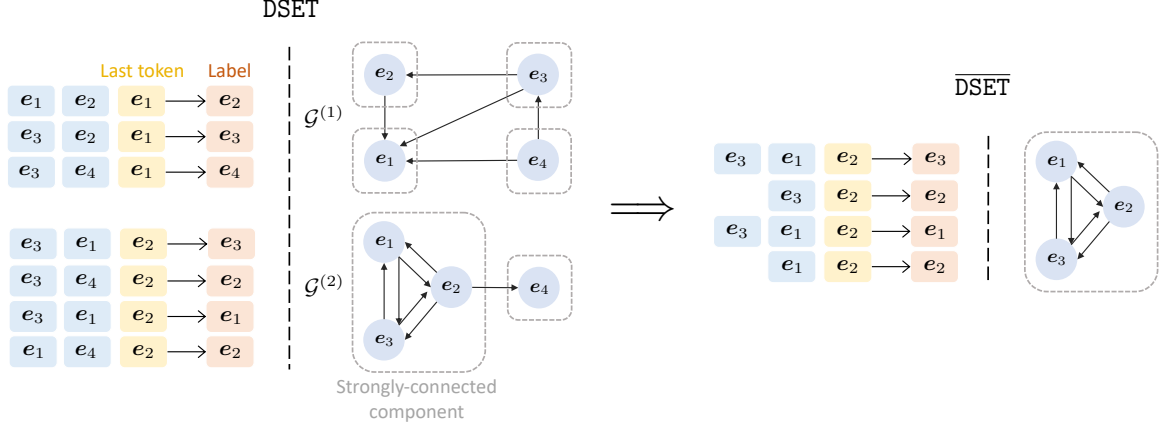 DSET
Last token Label
e₁ e₂ e₁ e₂
e₃ e₂ e₁ e₃
e₃ e₄ e₁ e₄
e₃ e₁ e₂ e₃
e₃ e₄ e₂ e₂
e₃ e₁ e₂ e₁
e₁ e₄ e₂ e₂
𝒢⁽¹⁾
e₂ e₃
e₁ e₄
𝒢⁽²⁾
e₁
e₂ e₄
e₃
Strongly-connected
component
⟹
D̅S̅E̅T̅
e₃ e₁ e₂ e₃
e₃ e₂ e₂
e₃ e₁ e₂ e₁
e₁ e₂ e₂
e₁
e₂
e₃